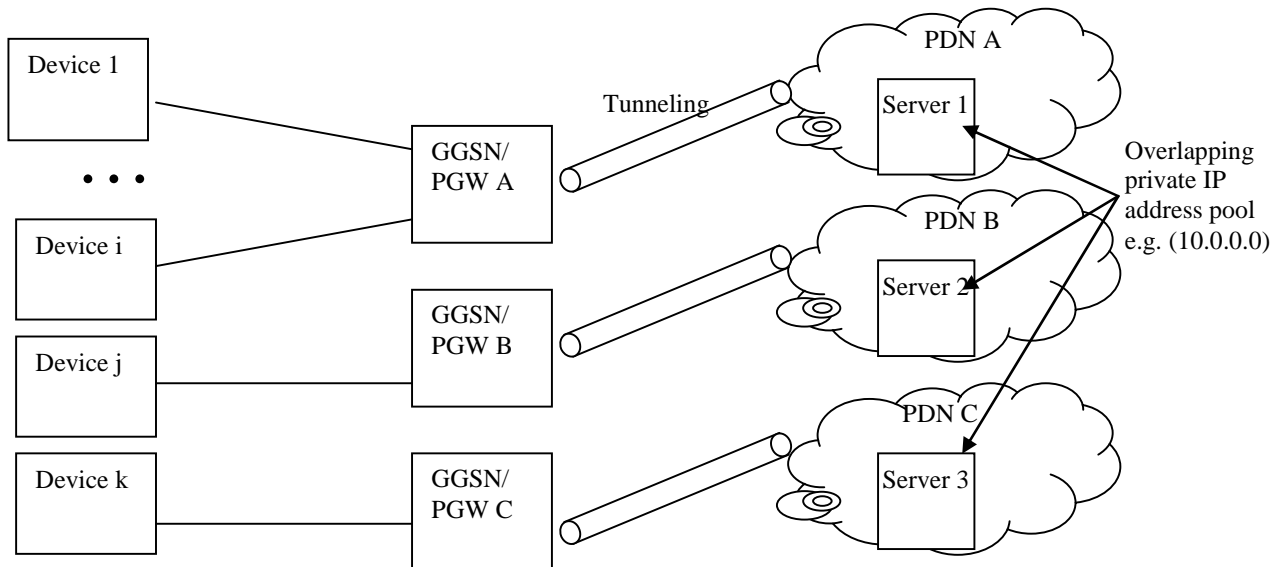 Device 1
• • •
Device i
Device j
Device k
GGSN/
PGW A
GGSN/
PGW B
GGSN/
PGW C
Tunneling
PDN A
Server 1
PDN B
Server 2
PDN C
Server 3
Overlapping
private IP
address pool
e.g. (10.0.0.0)